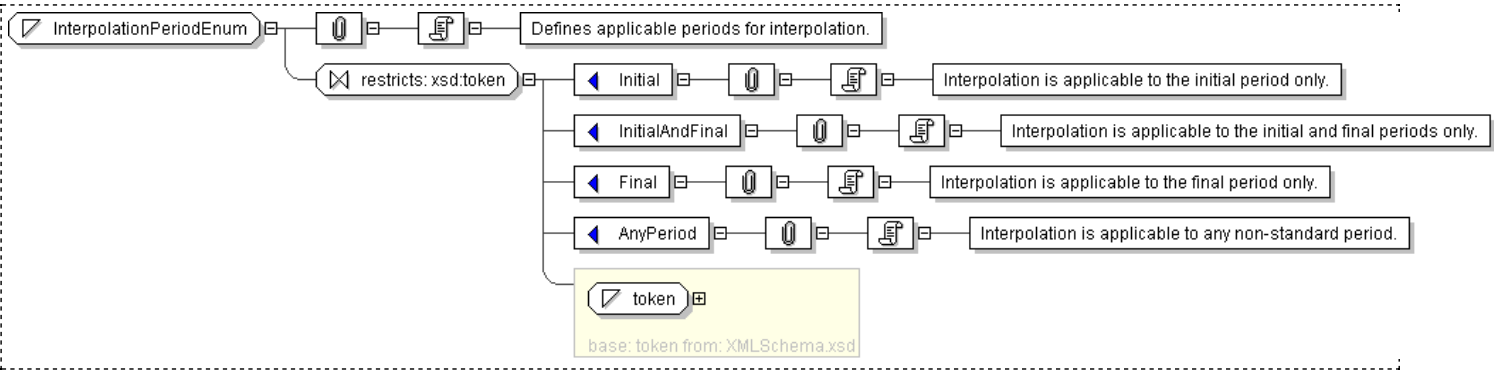 InterpolationPeriodEnum
Defines applicable periods for interpolation.
restricts: xsd:token
Initial
Interpolation is applicable to the initial period only.
InitialAndFinal
Interpolation is applicable to the initial and final periods only.
Final
Interpolation is applicable to the final period only.
AnyPeriod
Interpolation is applicable to any non-standard period.
token
base: token from: XMLSchema.xsd